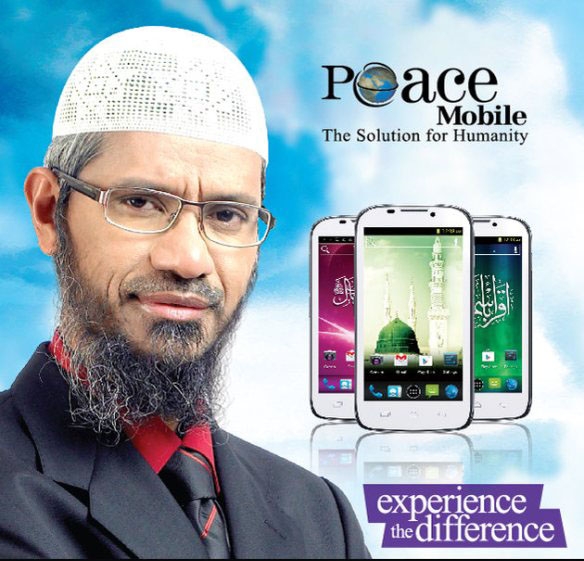 Peace
Mobile
The Solution for Humanity
experience
the difference